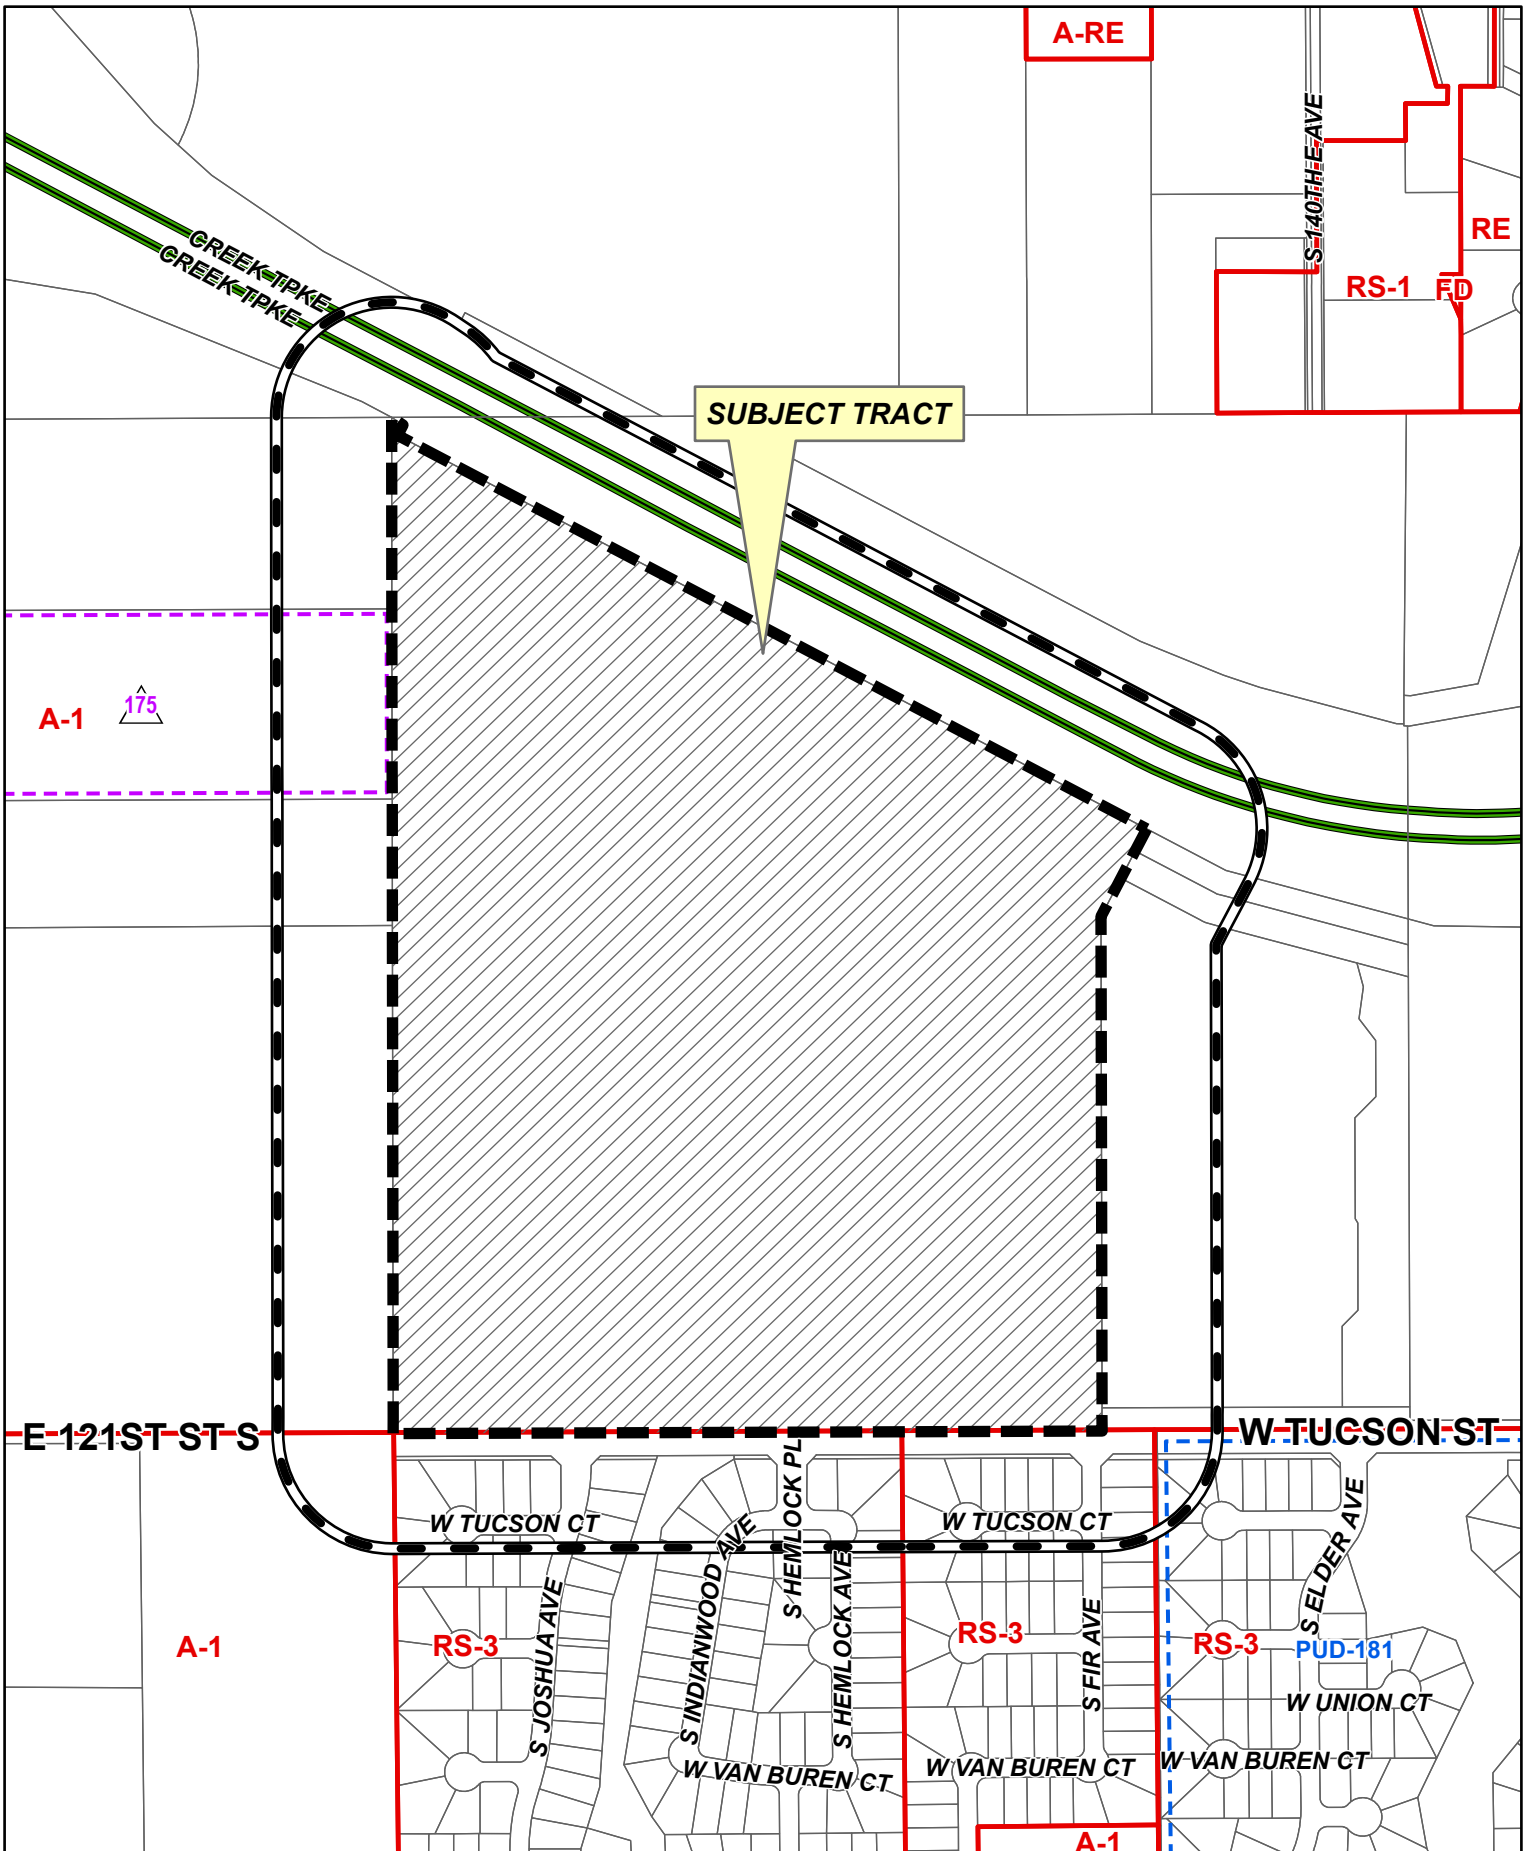 A-RE
S 140TH E AVE
RE
CREEK TPKE
CREEK TPKE
RS-1
FD
SUBJECT TRACT
A-1
175
E 121ST ST S
W TUCSON ST
S HEMLOCK PL
W TUCSON CT
S INDIANWOOD AVE
W TUCSON CT
S ELDER AVE
S JOSHUA AVE
S HEMLOCK AVE
S FIR AVE
A-1
RS-3
RS-3
RS-3
PUD-181
W UNION CT
W VAN BUREN CT
W VAN BUREN CT
W VAN BUREN CT
A-1